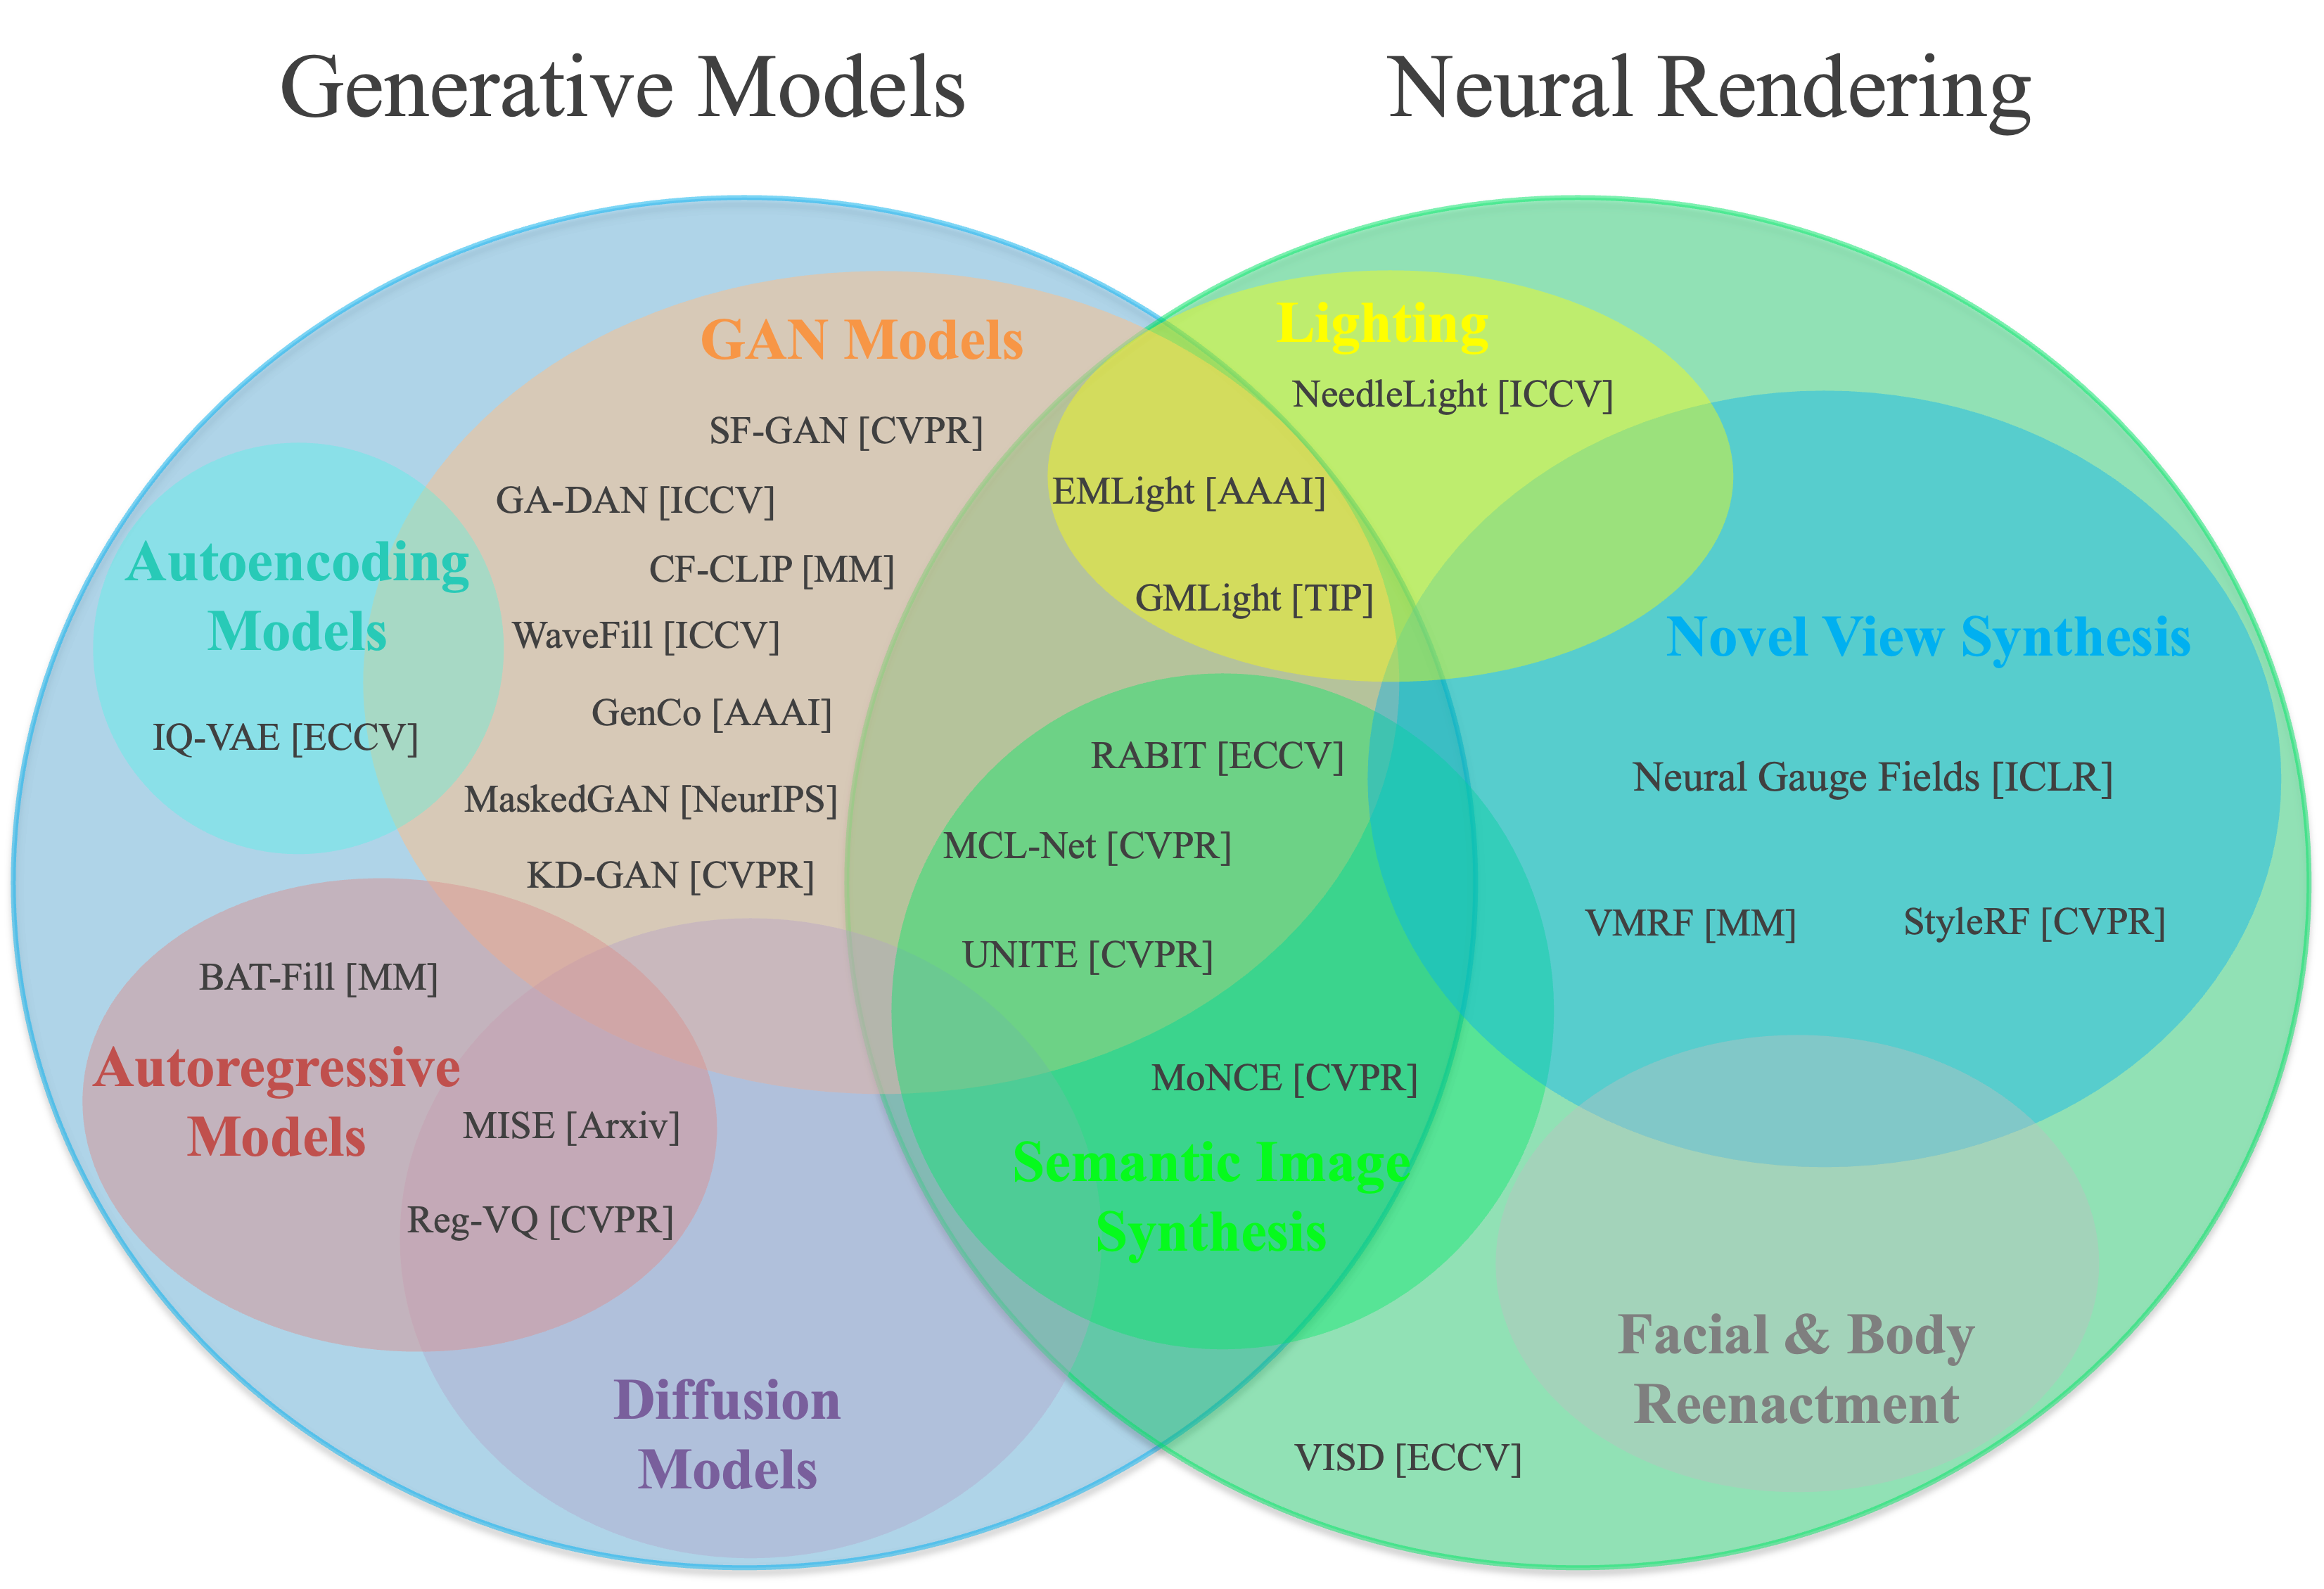 Generative Models
Neural Rendering
GAN Models
SF-GAN [CVPR]
GA-DAN [ICCV]
CF-CLIP [MM]
WaveFill [ICCV]
GenCo [AAAI]
MaskedGAN [NeurIPS]
KD-GAN [CVPR]
Autoencoding
Models
IQ-VAE [ECCV]
BAT-Fill [MM]
Autoregressive
Models
MISE [Arxiv]
Reg-VQ [CVPR]
Diffusion
Models
Lighting
NeedleLight [ICCV]
EMLight [AAAI]
GMLight [TIP]
RABIT [ECCV]
MCL-Net [CVPR]
UNITE [CVPR]
MoNCE [CVPR]
Semantic Image
Synthesis
Novel View Synthesis
Neural Gauge Fields [ICLR]
VMRF [MM]
StyleRF [CVPR]
Facial & Body
Reenactment
VISD [ECCV]